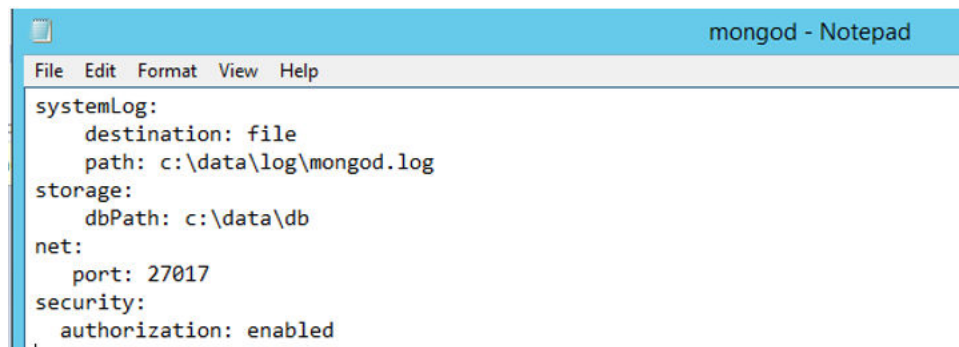 mongod - Notepad
File Edit Format View Help
systemLog:
    destination: file
    path: c:\data\log\mongod.log
storage:
    dbPath: c:\data\db
net:
   port: 27017
security:
  authorization: enabled